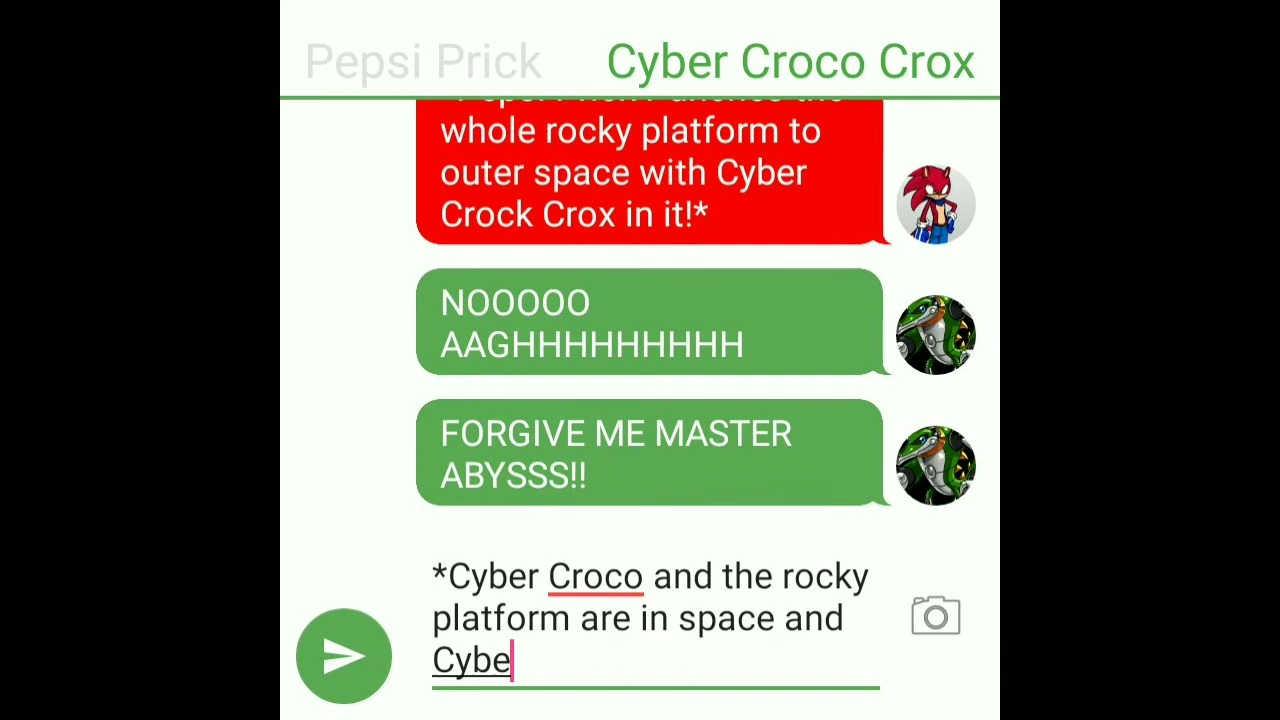 Pepsi Prick
Cyber Croco Crox
whole rocky platform to
outer space with Cyber
Crock Crox in it!*
NOOOOO
AAGHHHHHHHHH
FORGIVE ME MASTER
ABYSSS!!
*Cyber Croco and the rocky
platform are in space and
Cybe